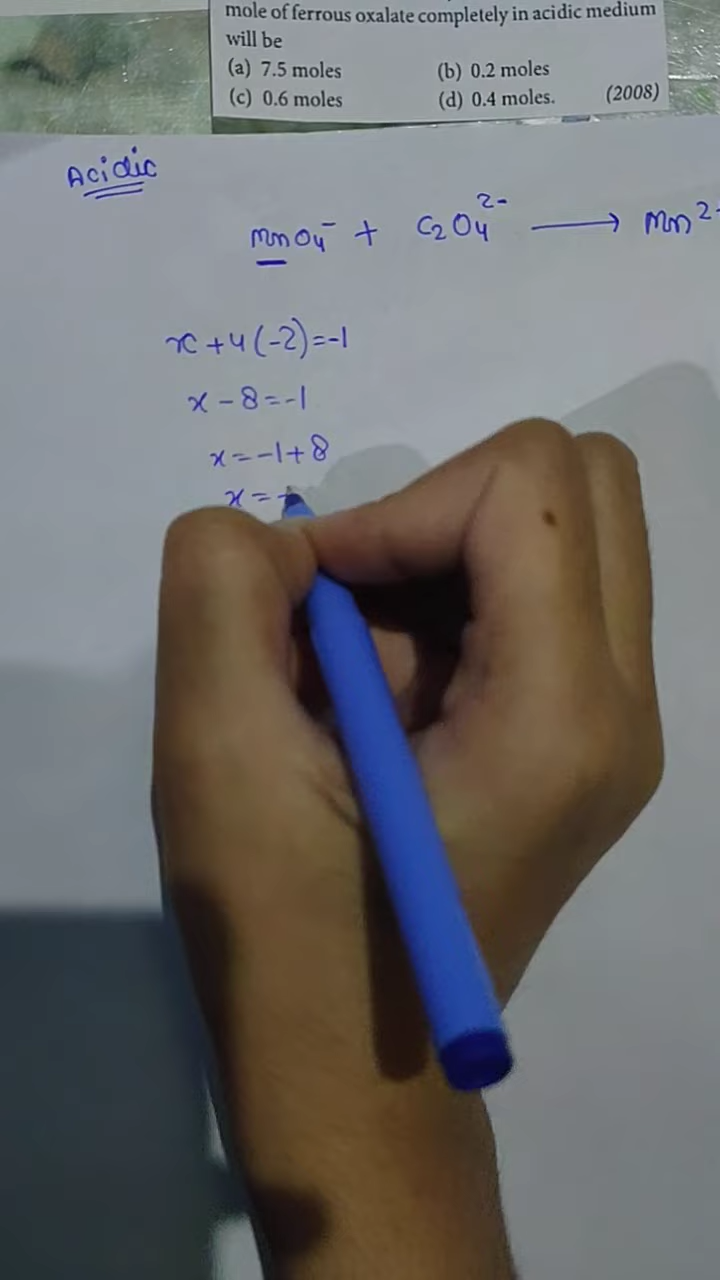 mole of ferrous oxalate completely in acidic medium
will be
(a) 7.5 moles (b) 0.2 moles
(c) 0.6 moles (d) 0.4 moles. (2008)
Acidic
MnO₄⁻ + C₂O₄²⁻ ⟶ Mn²
x+4(-2)=-1
x-8=-1
x=-1+8
x=